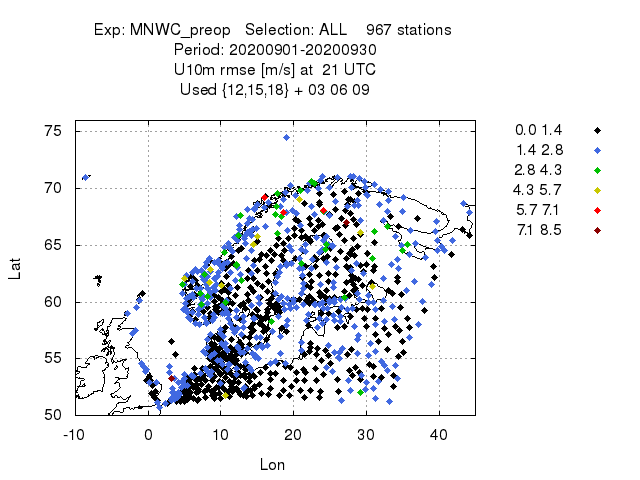 Exp: MNWC_preop   Selection: ALL    967 stations
Period: 20200901-20200930
U10m rmse [m/s] at  21 UTC
Used {12,15,18} + 03 06 09
75
70
65
60
55
50
Lat
-10 0 10 20 30 40
Lon
0.0 1.4
1.4 2.8
2.8 4.3
4.3 5.7
5.7 7.1
7.1 8.5